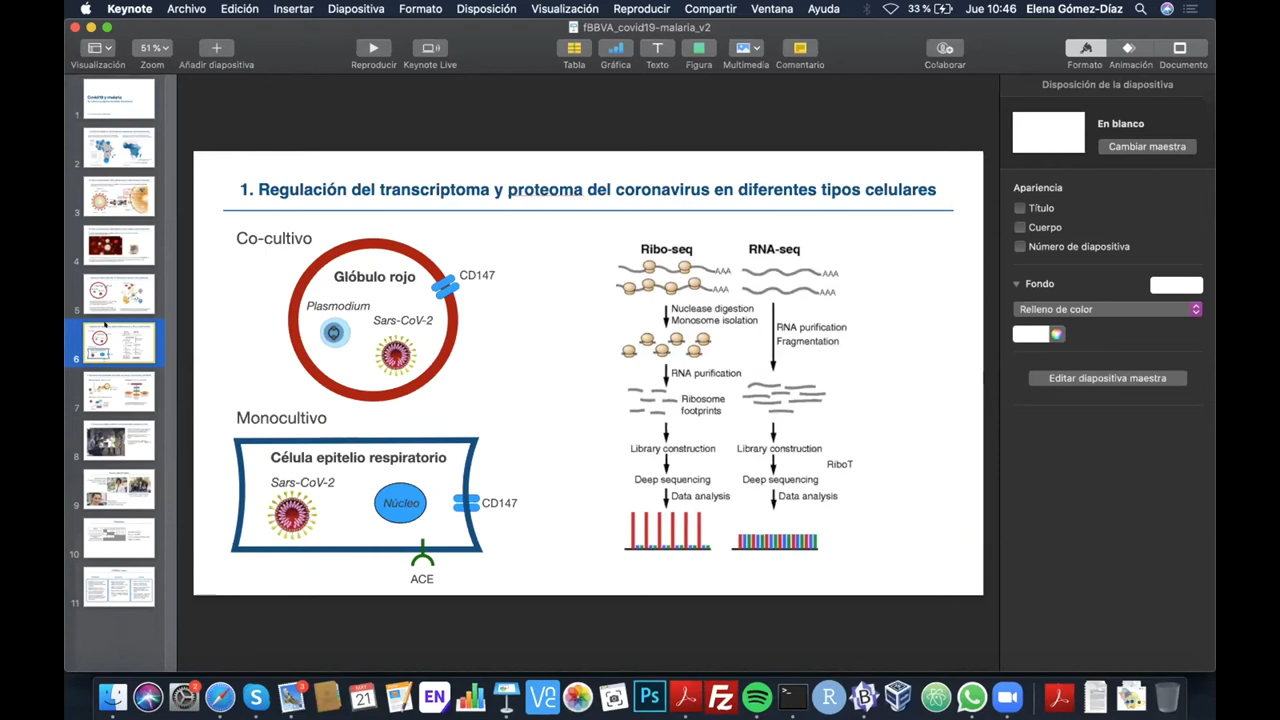 Keynote Archivo Edición Insertar Diapositiva Formato Disposición Visualización Reproducir Compartir Ventana Ayuda 33 % Jue 10:46 Elena Gómez-Díaz
fBBVA_covid19-malaria_v2
51 %
Visualización Zoom Añadir diapositiva Reproducir Keynote Live Tabla Gráfica Texto Figura Multimedia Comentario Colaborar Formato Animación Documento
Disposición de la diapositiva
En blanco
Cambiar maestra
Apariencia
Título
Cuerpo
Número de diapositiva
Fondo
Relleno de color
Editar diapositiva maestra
1
2
3
4
5
6
7
8
9
10
11
Covid19 y malaria
1. Regulación del transcriptoma y proteoma del coronavirus en diferentes tipos celulares
Co-cultivo
Glóbulo rojo
CD147
Plasmodium
Sars-CoV-2
Monocultivo
Célula epitelio respiratorio
Sars-CoV-2
Núcleo
CD147
ACE
Ribo-seq RNA-seq
AAA AAA
AAA AAA
Nuclease digestion
Monosome isolation
RNA purification
Fragmentation
RNA purification
Ribosome
footprints
Library construction Library construction
RiboT
Deep sequencing Deep sequencing
Data analysis Data analysis
MAY
21
EN
Ps
Fz
R